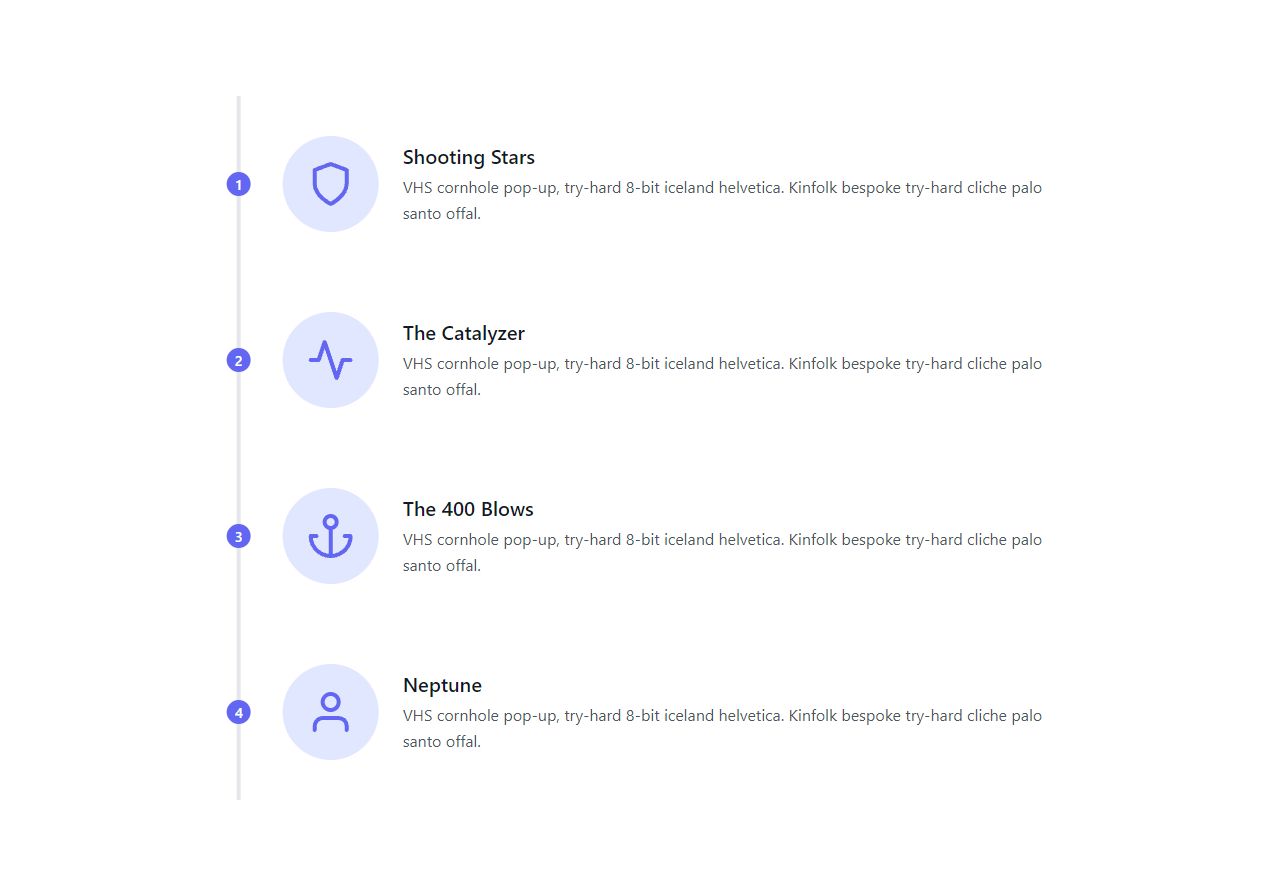 1
Shooting Stars
VHS cornhole pop-up, try-hard 8-bit iceland helvetica. Kinfolk bespoke try-hard cliche palo
santo offal.
2
The Catalyzer
VHS cornhole pop-up, try-hard 8-bit iceland helvetica. Kinfolk bespoke try-hard cliche palo
santo offal.
3
The 400 Blows
VHS cornhole pop-up, try-hard 8-bit iceland helvetica. Kinfolk bespoke try-hard cliche palo
santo offal.
4
Neptune
VHS cornhole pop-up, try-hard 8-bit iceland helvetica. Kinfolk bespoke try-hard cliche palo
santo offal.